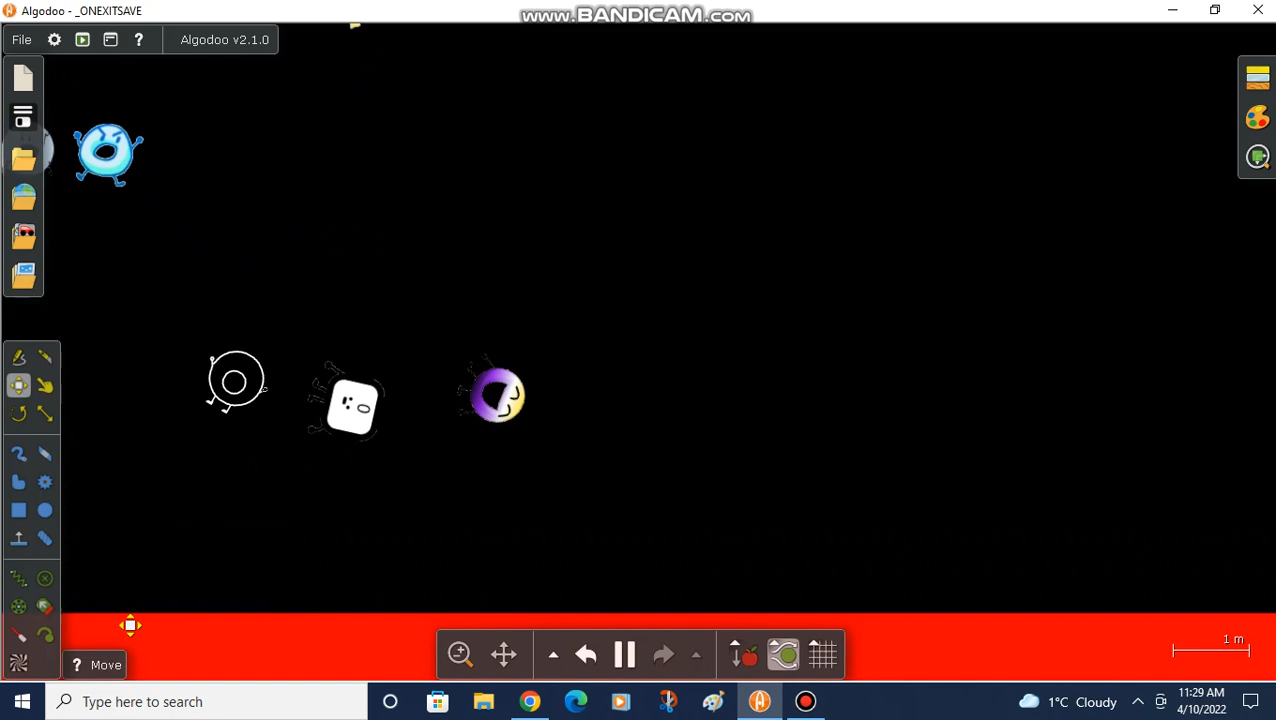 Algodoo - _ONEXITSAVE
www.BANDICAM.com
File
?
Algodoo v2.1.0
1 m
? Move
Type here to search
1°C Cloudy
11:29 AM
4/10/2022